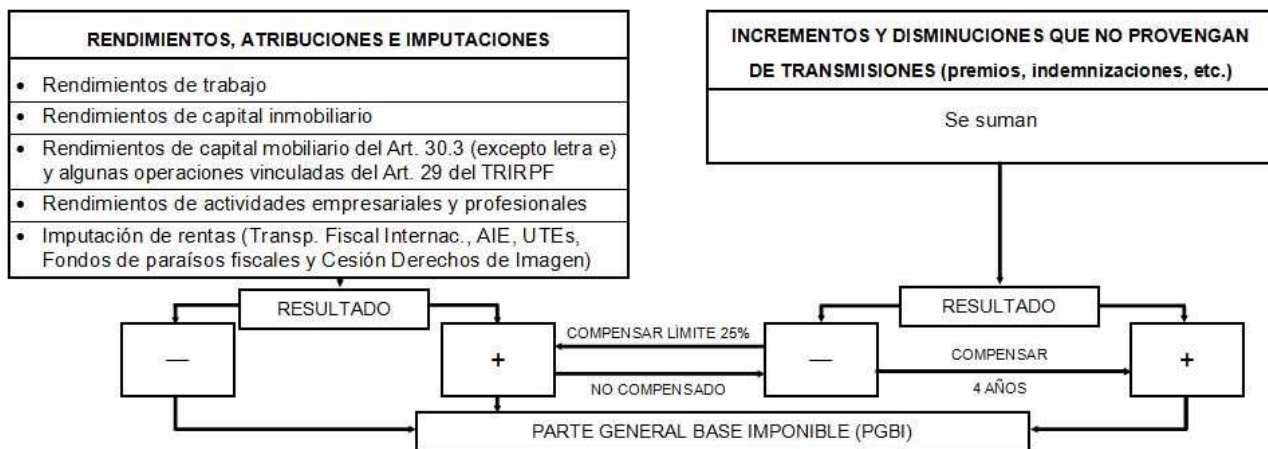 RENDIMIENTOS, ATRIBUCIONES E IMPUTACIONES
• Rendimientos de trabajo
• Rendimientos de capital inmobiliario
• Rendimientos de capital mobiliario del Art. 30.3 (excepto letra e)
y algunas operaciones vinculadas del Art. 29 del TRIRPF
• Rendimientos de actividades empresariales y profesionales
• Imputación de rentas (Transp. Fiscal Internac., AIE, UTEs,
Fondos de paraísos fiscales y Cesión Derechos de Imagen)
INCREMENTOS Y DISMINUCIONES QUE NO PROVENGAN
DE TRANSMISIONES (premios, indemnizaciones, etc.)
Se suman
RESULTADO
RESULTADO
—
+
COMPENSAR LÌMITE 25%
NO COMPENSADO
—
COMPENSAR
4 AÑOS
+
PARTE GENERAL BASE IMPONIBLE (PGBI)